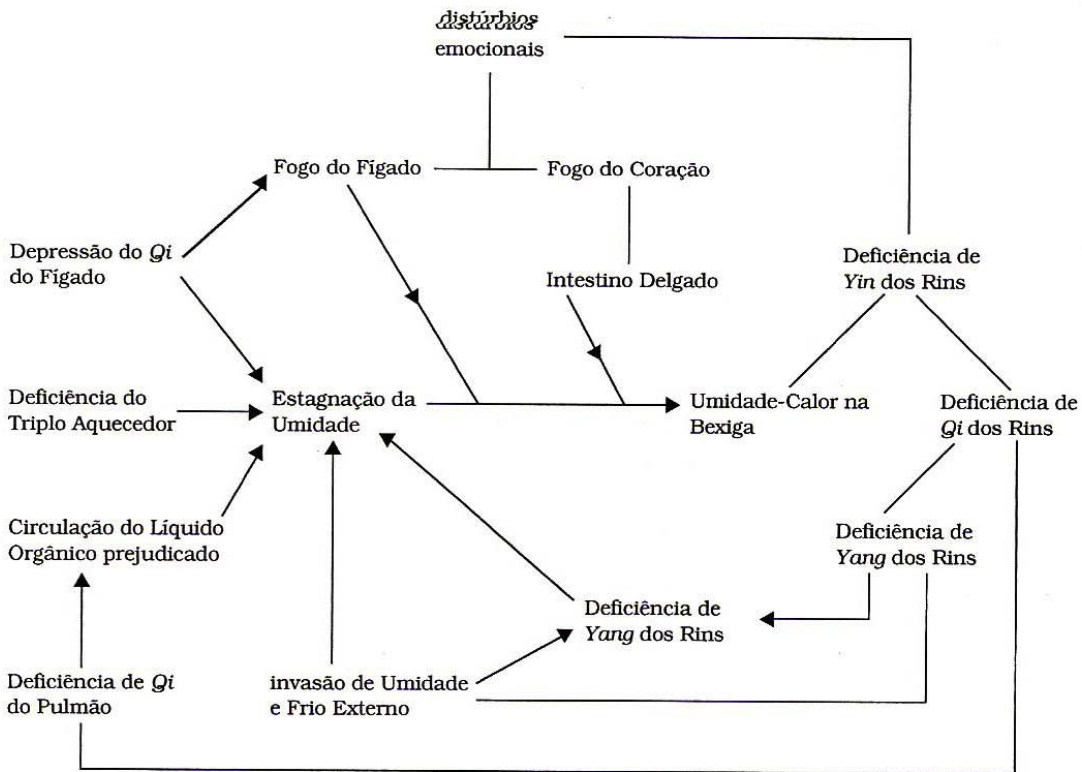 distúrbios
emocionais
Fogo do Fígado
Fogo do Coração
Depressão do Qi
do Fígado
Intestino Delgado
Deficiência de
Yin dos Rins
Deficiência do
Triplo Aquecedor
Estagnação da
Umidade
Umidade-Calor na
Bexiga
Deficiência de
Qi dos Rins
Circulação do Líquido
Orgânico prejudicado
Deficiência de
Yang dos Rins
Deficiência de
Yang dos Rins
Deficiência de Qi
do Pulmão
invasão de Umidade
e Frio Externo